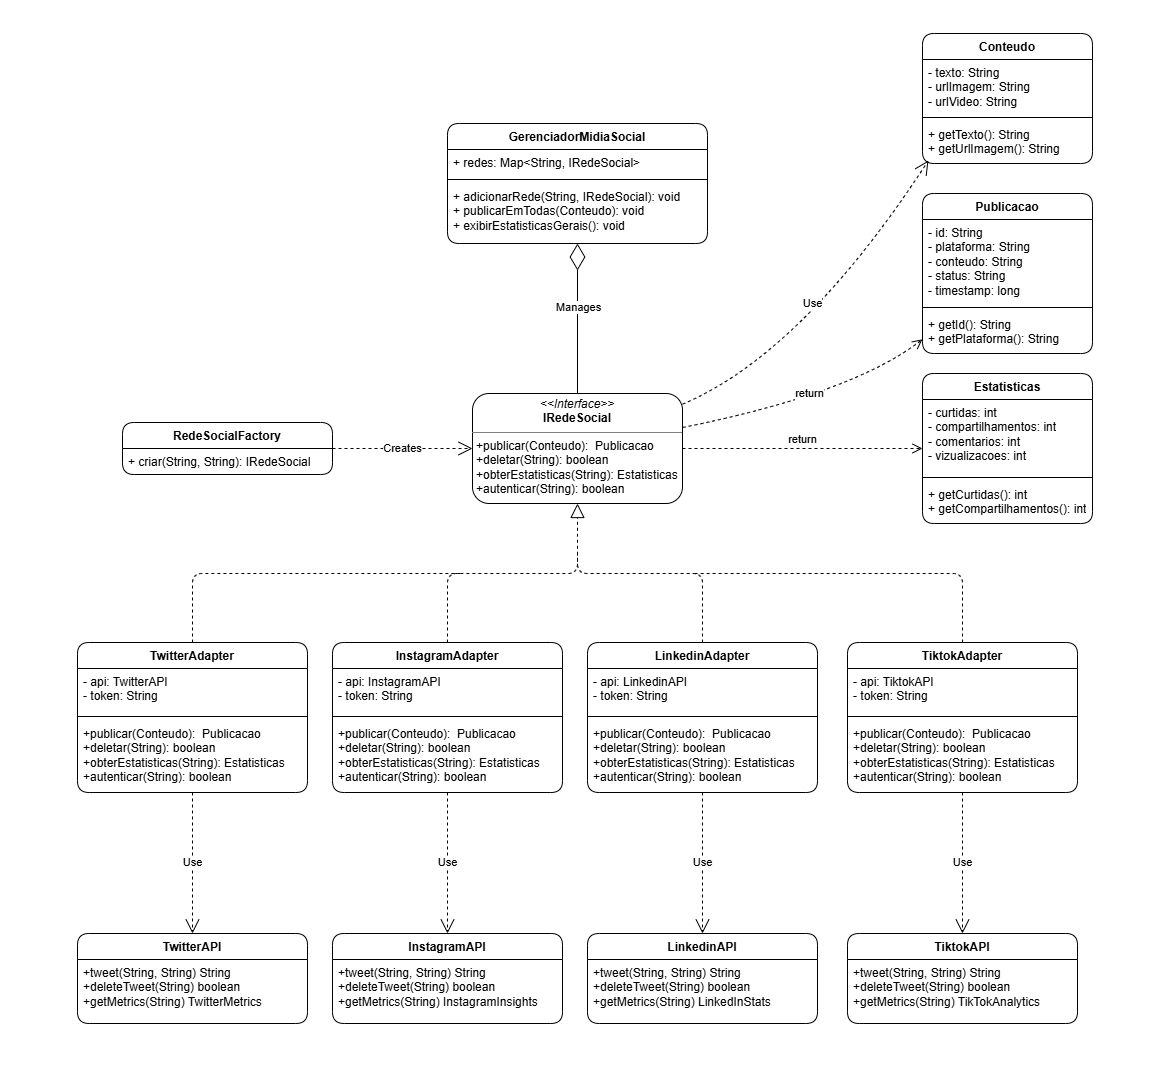 Conteudo
- texto: String
- urlImagem: String
- urlVideo: String
+ getTexto(): String
+ getUrlImagem(): String
GerenciadorMidiaSocial
+ redes: Map<String, IRedeSocial>
+ adicionarRede(String, IRedeSocial): void
+ publicarEmTodas(Conteudo): void
+ exibirEstatisticasGerais(): void
Publicacao
- id: String
- plataforma: String
- conteudo: String
- status: String
- timestamp: long
+ getId(): String
+ getPlataforma(): String
Use
Manages
return
Estatisticas
- curtidas: int
- compartilhamentos: int
- comentarios: int
- vizualizacoes: int
+ getCurtidas(): int
+ getCompartilhamentos(): int
return
<<Interface>>
IRedeSocial
+publicar(Conteudo): Publicacao
+deletar(String): boolean
+obterEstatisticas(String): Estatisticas
+autenticar(String): boolean
RedeSocialFactory
+ criar(String, String): IRedeSocial
Creates
TwitterAdapter
- api: TwitterAPI
- token: String
+publicar(Conteudo): Publicacao
+deletar(String): boolean
+obterEstatisticas(String): Estatisticas
+autenticar(String): boolean
InstagramAdapter
- api: InstagramAPI
- token: String
+publicar(Conteudo): Publicacao
+deletar(String): boolean
+obterEstatisticas(String): Estatisticas
+autenticar(String): boolean
LinkedinAdapter
- api: LinkedinAPI
- token: String
+publicar(Conteudo): Publicacao
+deletar(String): boolean
+obterEstatisticas(String): Estatisticas
+autenticar(String): boolean
TiktokAdapter
- api: TiktokAPI
- token: String
+publicar(Conteudo): Publicacao
+deletar(String): boolean
+obterEstatisticas(String): Estatisticas
+autenticar(String): boolean
Use
Use
Use
Use
TwitterAPI
+tweet(String, String) String
+deleteTweet(String) boolean
+getMetrics(String) TwitterMetrics
InstagramAPI
+tweet(String, String) String
+deleteTweet(String) boolean
+getMetrics(String) InstagramInsights
LinkedinAPI
+tweet(String, String) String
+deleteTweet(String) boolean
+getMetrics(String) LinkedInStats
TiktokAPI
+tweet(String, String) String
+deleteTweet(String) boolean
+getMetrics(String) TikTokAnalytics